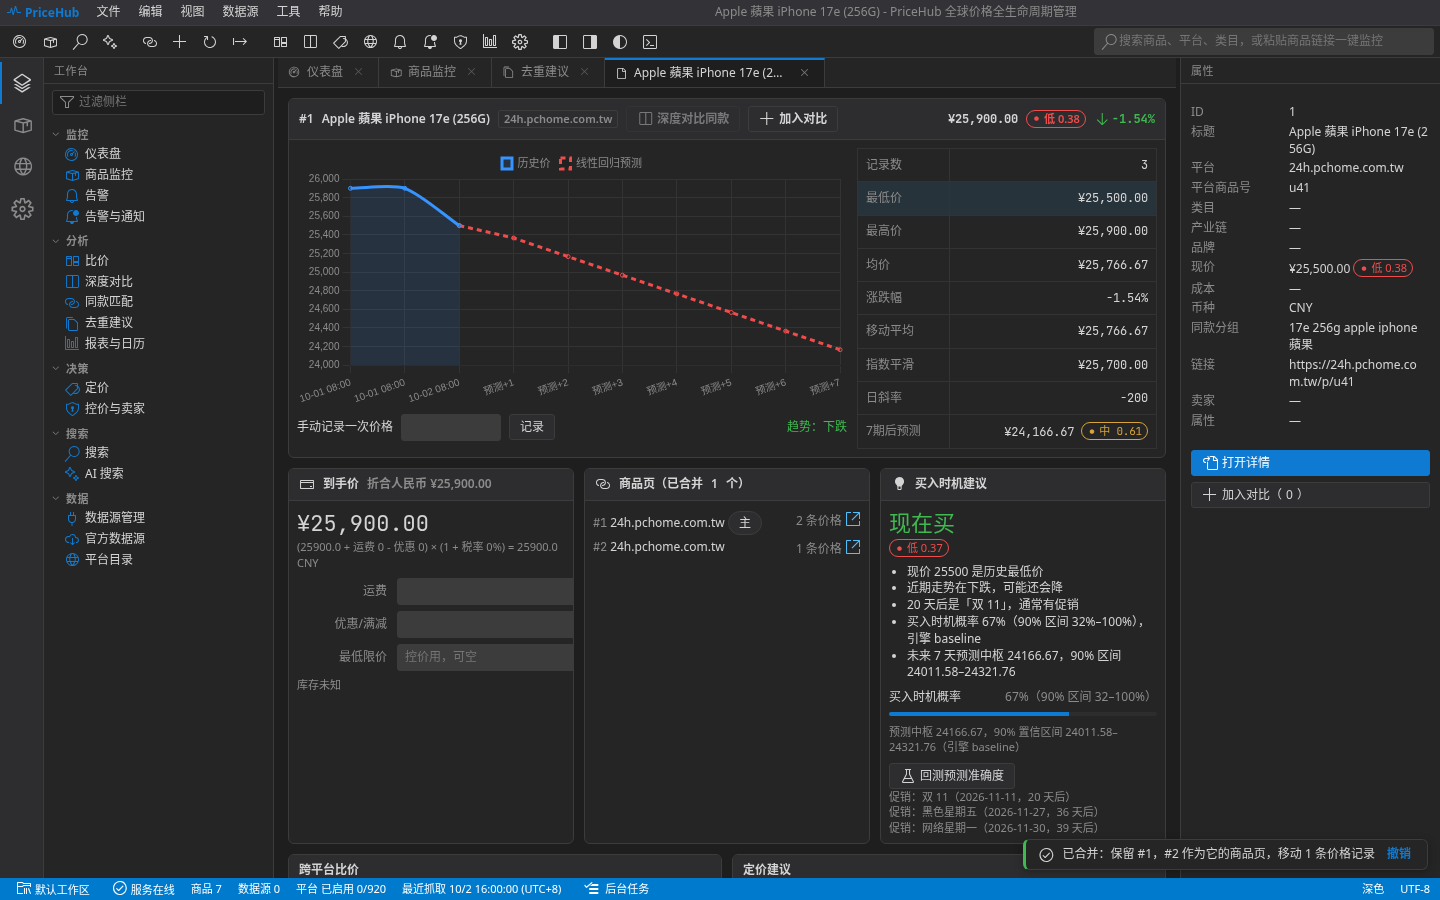 PriceHub 文件 编辑 视图 数据源 工具 帮助
Apple 蘋果 iPhone 17e (256G) - PriceHub 全球价格全生命周期管理
搜索商品、平台、类目，或粘贴商品链接一键监控
工作台
过滤侧栏
监控
仪表盘
商品监控
告警
告警与通知
分析
比价
深度对比
同款匹配
去重建议
报表与日历
决策
定价
控价与卖家
搜索
搜索
AI 搜索
数据
数据源管理
官方数据源
平台目录
仪表盘
商品监控
去重建议
Apple 蘋果 iPhone 17e (2...
#1 Apple 蘋果 iPhone 17e (256G) 24h.pchome.com.tw 深度对比同款 加入对比
¥25,900.00 低 0.38 -1.54%
历史价 线性回归预测
26,000
25,800
25,600
25,400
25,200
25,000
24,800
24,600
24,400
24,200
24,000
10-01 08:00 10-01 08:00 10-02 08:00 预测+1 预测+2 预测+3 预测+4 预测+5 预测+6 预测+7
手动记录一次价格 记录 趋势：下跌
记录数 3
最低价 ¥25,500.00
最高价 ¥25,900.00
均价 ¥25,766.67
涨跌幅 -1.54%
移动平均 ¥25,766.67
指数平滑 ¥25,700.00
日斜率 -200
7期后预测 ¥24,166.67 中 0.61
到手价 折合人民币 ¥25,900.00
¥25,900.00
(25900.0 + 运费 0 - 优惠 0) × (1 + 税率 0%) = 25900.0
CNY
运费
优惠/满减
最低限价 控价用，可空
库存未知
商品页（已合并 1 个）
#1 24h.pchome.com.tw 主 2 条价格
#2 24h.pchome.com.tw 1 条价格
买入时机建议
现在买
低 0.37
现价 25500 是历史最低价
近期走势在下跌，可能还会降
20 天后是「双 11」，通常有促销
买入时机概率 67%（90% 区间 32%–100%），
引擎 baseline
未来 7 天预测中枢 24166.67，90% 区间
24011.58–24321.76
买入时机概率 67%（90% 区间 32–100%）
预测中枢 24166.67，90% 置信区间 24011.58–
24321.76（引擎 baseline）
回测预测准确度
促销：双 11（2026-11-11，20 天后）
促销：黑色星期五（2026-11-27，36 天后）
促销：网络星期一（2026-11-30，39 天后）
跨平台比价
定价建议
属性
ID 1
标题 Apple 蘋果 iPhone 17e (2
56G)
平台 24h.pchome.com.tw
平台商品号 u41
类目 —
产业链 —
品牌 —
现价 ¥25,500.00 低 0.38
成本 —
币种 CNY
同款分组 17e 256g apple iphone
蘋果
链接 https://24h.pchome.co
m.tw/p/u41
卖家 —
属性 —
打开详情
加入对比（ 0 ）
已合并：保留 #1，#2 作为它的商品页，移动 1 条价格记录 撤销
默认工作区 服务在线 商品 7 数据源 0 平台 已启用 0/920 最近抓取 10/2 16:00:00 (UTC+8) 后台任务 深色 UTF-8